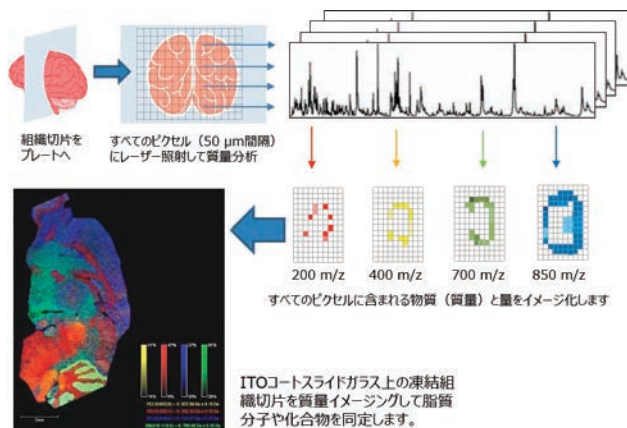 組織切片を
プレートへ
すべてのピクセル（50 μm間隔）
にレーザー照射して質量分析
200 m/z
400 m/z
700 m/z
850 m/z
すべてのピクセルに含まれる物質（質量）と量をイメージ化します
ITOコートスライドガラス上の凍結組
織切片を質量イメージングして脂質
分子や化合物を同定します。